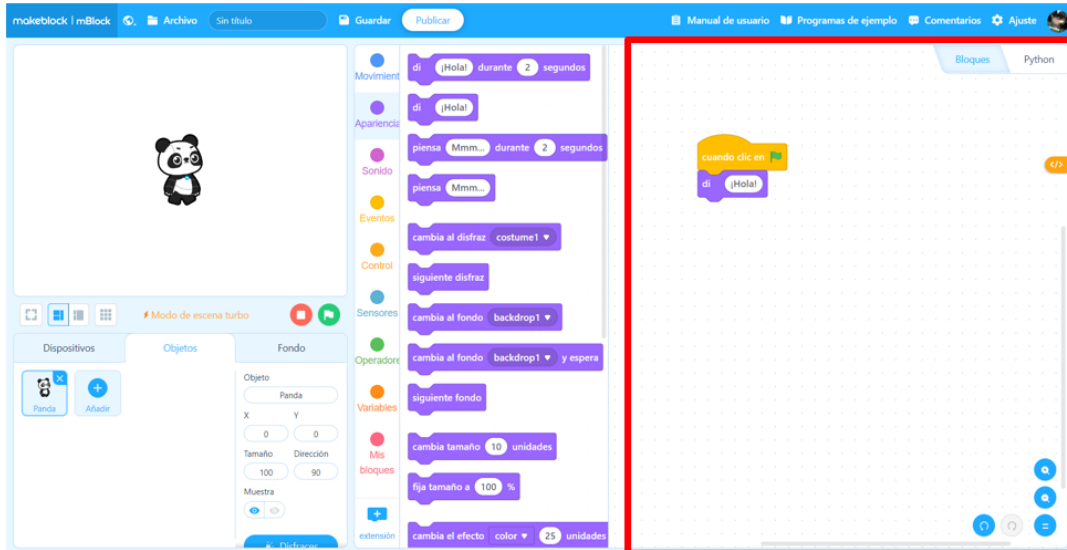 makeblock | mBlock Archivo Sin título Guardar Publicar Manual de usuario Programas de ejemplo Comentarios Ajuste
Movimient
Apariencia
Sonido
Eventos
Control
Sensores
Operadore
Variables
Mis
bloques
extensión
di ¡Hola! durante 2 segundos
di ¡Hola!
piensa Mmm... durante 2 segundos
piensa Mmm...
cambia al disfraz costume1
siguiente disfraz
cambia al fondo backdrop1
cambia al fondo backdrop1 y espera
siguiente fondo
cambia tamaño 10 unidades
fija tamaño a 100 %
cambia el efecto color 25 unidades
Bloques Python
cuando clic en
di ¡Hola!
</>
Modo de escena turbo
Dispositivos Objetos Fondo
Panda
Añadir
Objeto
Panda
X Y
0 0
Tamaño Dirección
100 90
Muestra
Disfraces